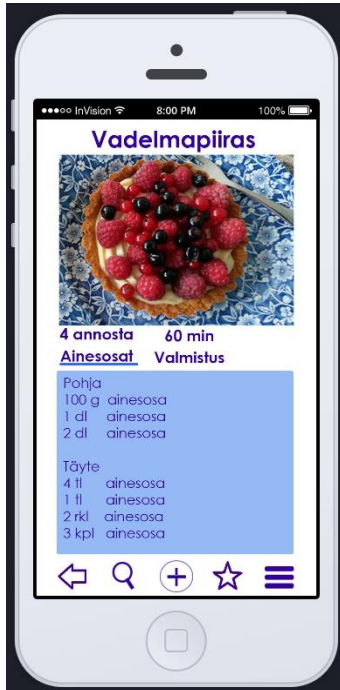 InVision 8:00 PM 100%
Vadelmapiiras
4 annosta 60 min
Ainesosat Valmistus
Pohja
100 g ainesosa
1 dl ainesosa
2 dl ainesosa
Täyte
4 tl ainesosa
1 tl ainesosa
2 rkl ainesosa
3 kpl ainesosa